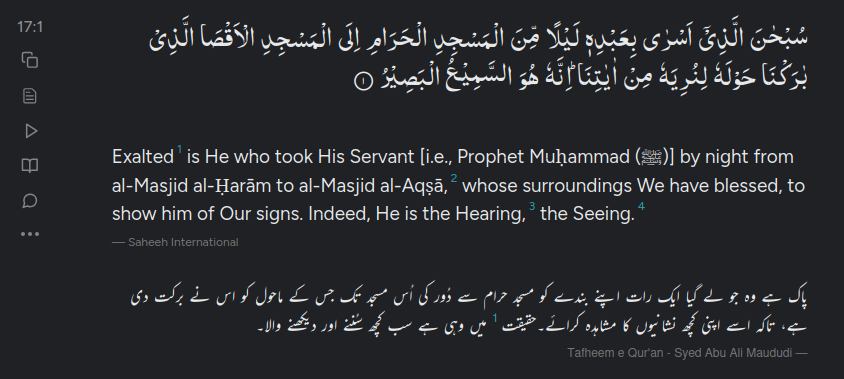 17:1
سُبْحٰنَ الَّذِیْۤ اَسْرٰی بِعَبْدِهٖ لَیْلًا مِّنَ الْمَسْجِدِ الْحَرَامِ اِلَی الْمَسْجِدِ الْاَقْصَا الَّذِیْ
بٰرَكْنَا حَوْلَهٗ لِنُرِیَهٗ مِنْ اٰیٰتِنَا ؕ اِنَّهٗ هُوَ السَّمِیْعُ الْبَصِیْرُ ۟۱
Exalted 1 is He who took His Servant [i.e., Prophet Muḥammad (ﷺ)] by night from
al-Masjid al-Ḥarām to al-Masjid al-Aqṣā, 2 whose surroundings We have blessed, to
show him of Our signs. Indeed, He is the Hearing, 3 the Seeing. 4
— Saheeh International
پاک ہے وہ جو لے گیا ایک رات اپنے بندے کو مسجد حرام سے دُور کی اُس مسجد تک جس کے ماحول کو اس نے برکت دی
ہے، تاکہ اسے اپنی کچھ نشانیوں کا مشاہدہ کرائے۔حقیقت 1 میں وہی ہے سب کچھ سُننے اور دیکھنے والا۔
Tafheem e Qur'an - Syed Abu Ali Maududi —